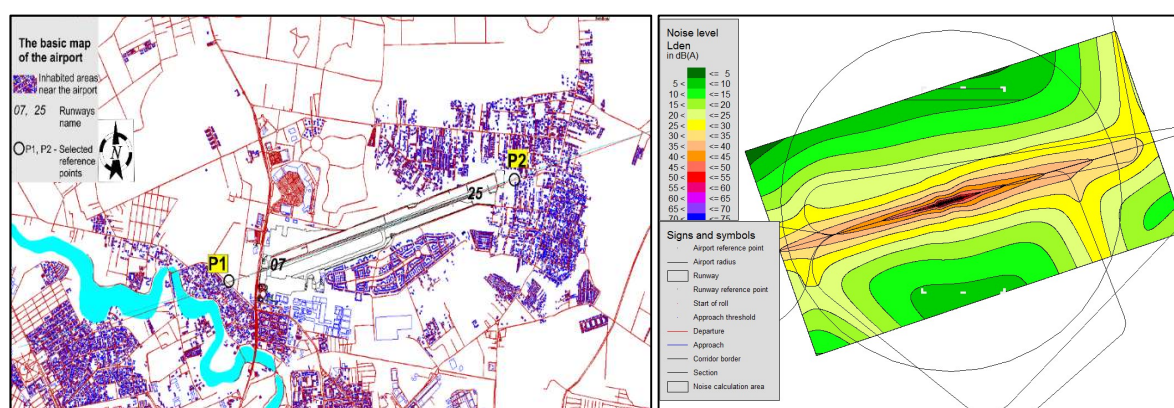 The basic map
of the airport
Inhabited areas
near the airport
07, 25 Runways
name
P1, P2 - Selected
reference
points
N
P2
25
P1
07
Noise level
Lden
in dB(A)
<= 5
5 < <= 10
10 < <= 15
15 < <= 20
20 < <= 25
25 < <= 30
30 < <= 35
35 < <= 40
40 < <= 45
45 < <= 50
50 < <= 55
55 < <= 60
60 < <= 65
65 < <= 70
70 < <= 75
Signs and symbols
Airport reference point
Airport radius
Runway
Runway reference point
Start of roll
Approach threshold
Departure
Approach
Corridor border
Section
Noise calculation area